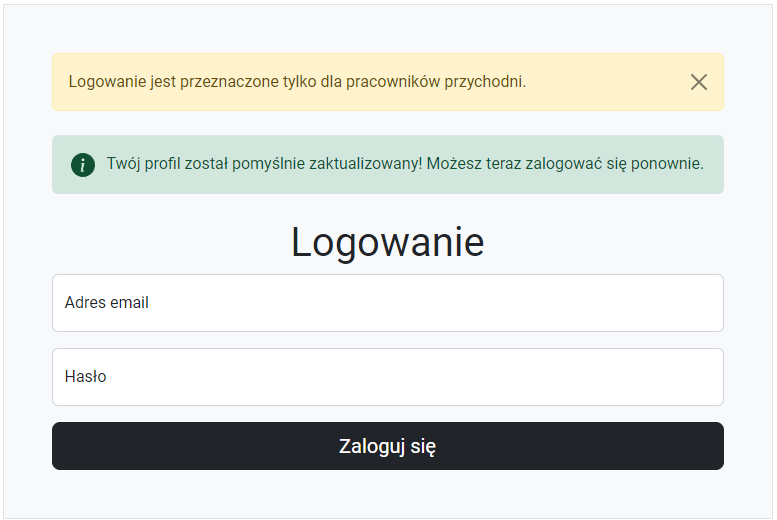 Logowanie jest przeznaczone tylko dla pracowników przychodni.
Twój profil został pomyślnie zaktualizowany! Możesz teraz zalogować się ponownie.
Logowanie
Adres email
Hasło
Zaloguj się